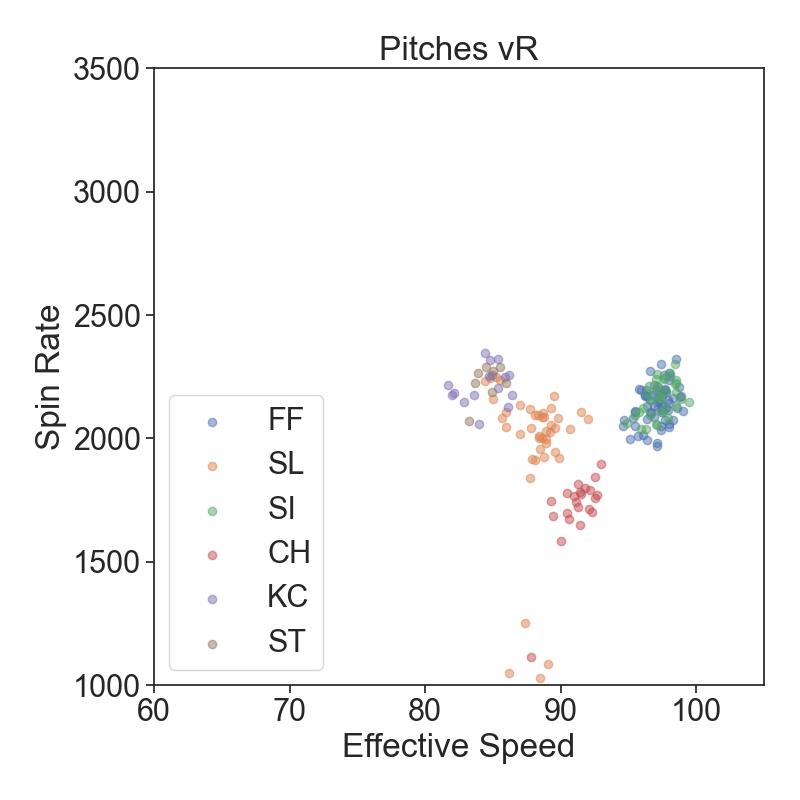 Pitches vR
3500
3000
2500
2000
1500
1000
Spin Rate
FF
SL
SI
CH
KC
ST
60
70
80
90
100
Effective Speed